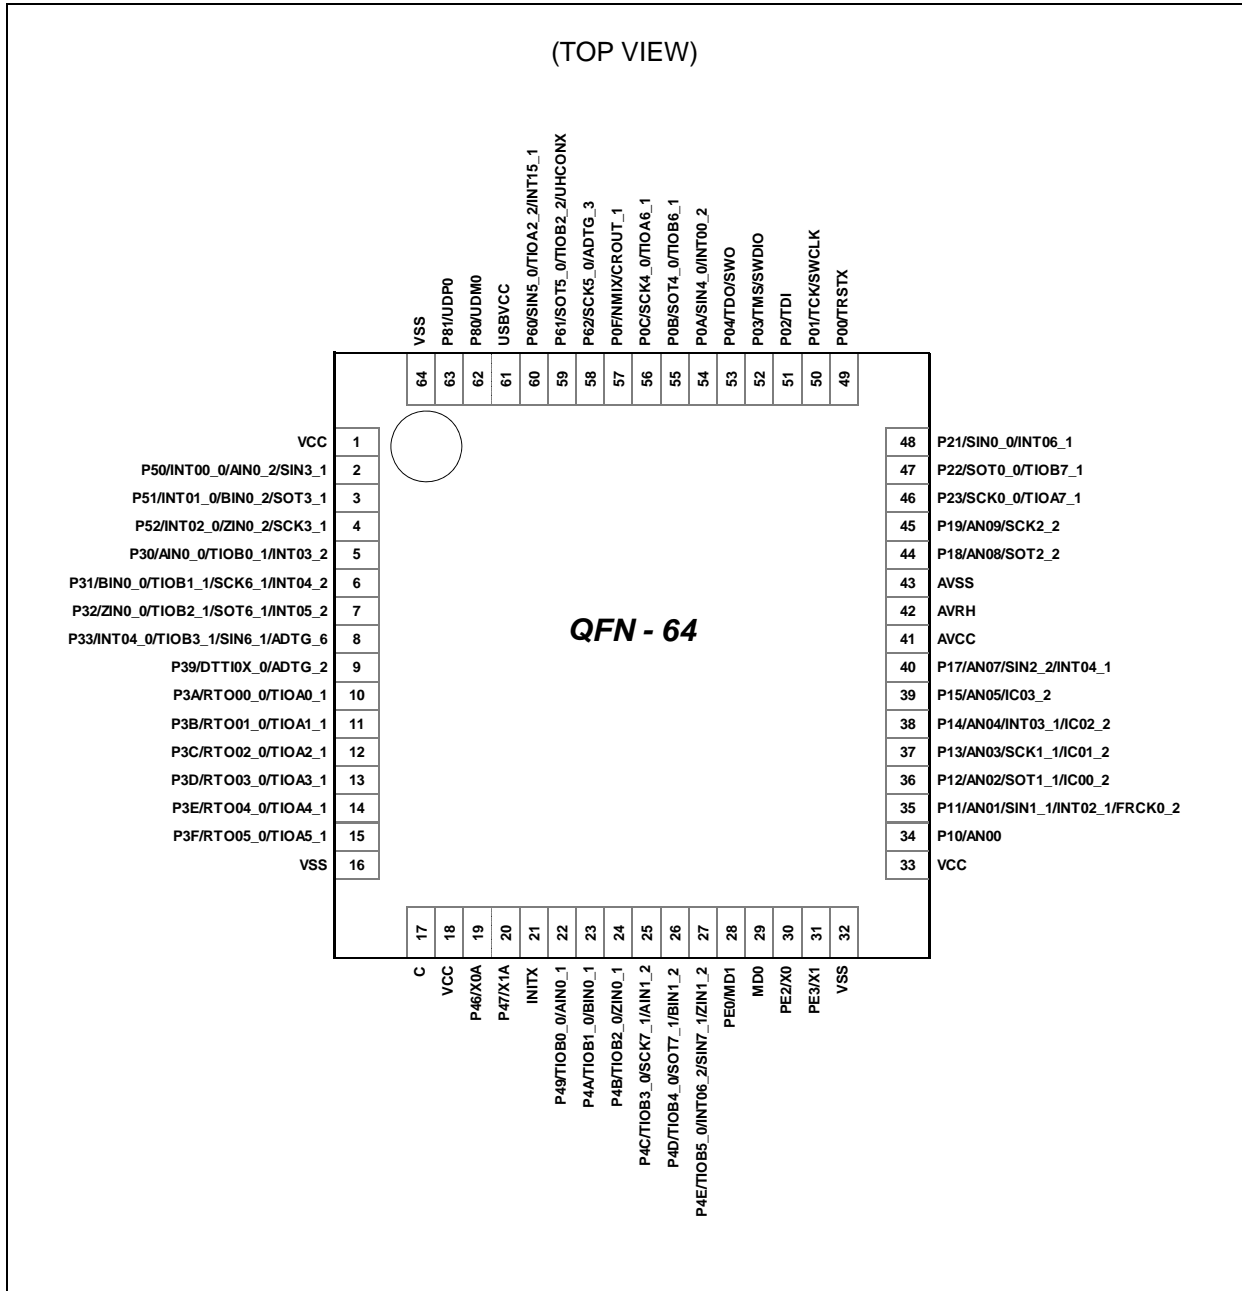 (TOP VIEW)
VSS
P81/UDP0
P80/UDM0
USBVCC
P60/SIN5_0/TIOA2_2/INT15_1
P61/SOT5_0/TIOB2_2/UHCONX
P62/SCK5_0/ADTG_3
P0F/NMIX/CROUT_1
P0C/SCK4_0/TIOA6_1
P0B/SOT4_0/TIOB6_1
P0A/SIN4_0/INT00_2
P04/TDO/SWO
P03/TMS/SWDIO
P02/TDI
P01/TCK/SWCLK
P00/TRSTX
64
63
62
61
60
59
58
57
56
55
54
53
52
51
50
49
VCC 1
P50/INT00_0/AIN0_2/SIN3_1 2
P51/INT01_0/BIN0_2/SOT3_1 3
P52/INT02_0/ZIN0_2/SCK3_1 4
P30/AIN0_0/TIOB0_1/INT03_2 5
P31/BIN0_0/TIOB1_1/SCK6_1/INT04_2 6
P32/ZIN0_0/TIOB2_1/SOT6_1/INT05_2 7
P33/INT04_0/TIOB3_1/SIN6_1/ADTG_6 8
P39/DTTI0X_0/ADTG_2 9
P3A/RTO00_0/TIOA0_1 10
P3B/RTO01_0/TIOA1_1 11
P3C/RTO02_0/TIOA2_1 12
P3D/RTO03_0/TIOA3_1 13
P3E/RTO04_0/TIOA4_1 14
P3F/RTO05_0/TIOA5_1 15
VSS 16
QFN - 64
48 P21/SIN0_0/INT06_1
47 P22/SOT0_0/TIOB7_1
46 P23/SCK0_0/TIOA7_1
45 P19/AN09/SCK2_2
44 P18/AN08/SOT2_2
43 AVSS
42 AVRH
41 AVCC
40 P17/AN07/SIN2_2/INT04_1
39 P15/AN05/IC03_2
38 P14/AN04/INT03_1/IC02_2
37 P13/AN03/SCK1_1/IC01_2
36 P12/AN02/SOT1_1/IC00_2
35 P11/AN01/SIN1_1/INT02_1/FRCK0_2
34 P10/AN00
33 VCC
17
18
19
20
21
22
23
24
25
26
27
28
29
30
31
32
C
VCC
P46/X0A
P47/X1A
INITX
P49/TIOB0_0/AIN0_1
P4A/TIOB1_0/BIN0_1
P4B/TIOB2_0/ZIN0_1
P4C/TIOB3_0/SCK7_1/AIN1_2
P4D/TIOB4_0/SOT7_1/BIN1_2
P4E/TIOB5_0/INT06_2/SIN7_1/ZIN1_2
PE0/MD1
MD0
PE2/X0
PE3/X1
VSS